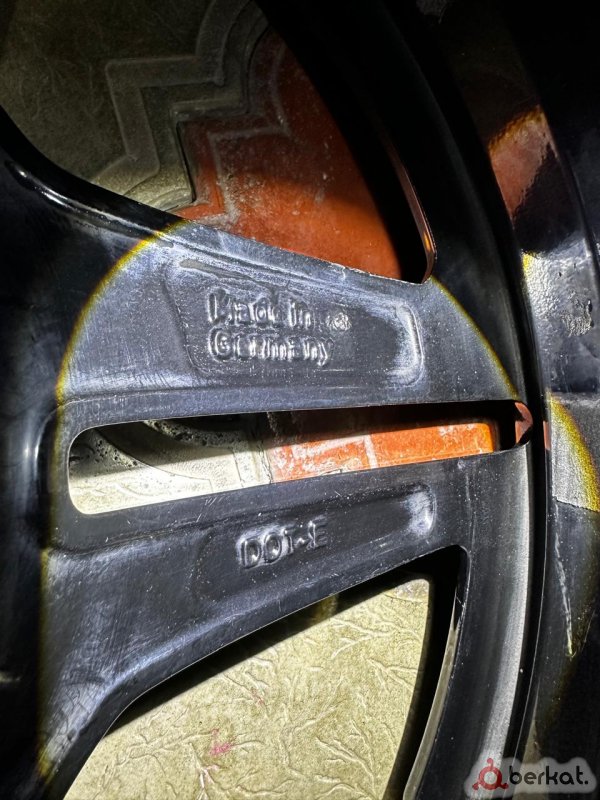 Made in
Germany
DOT-E
berkat.